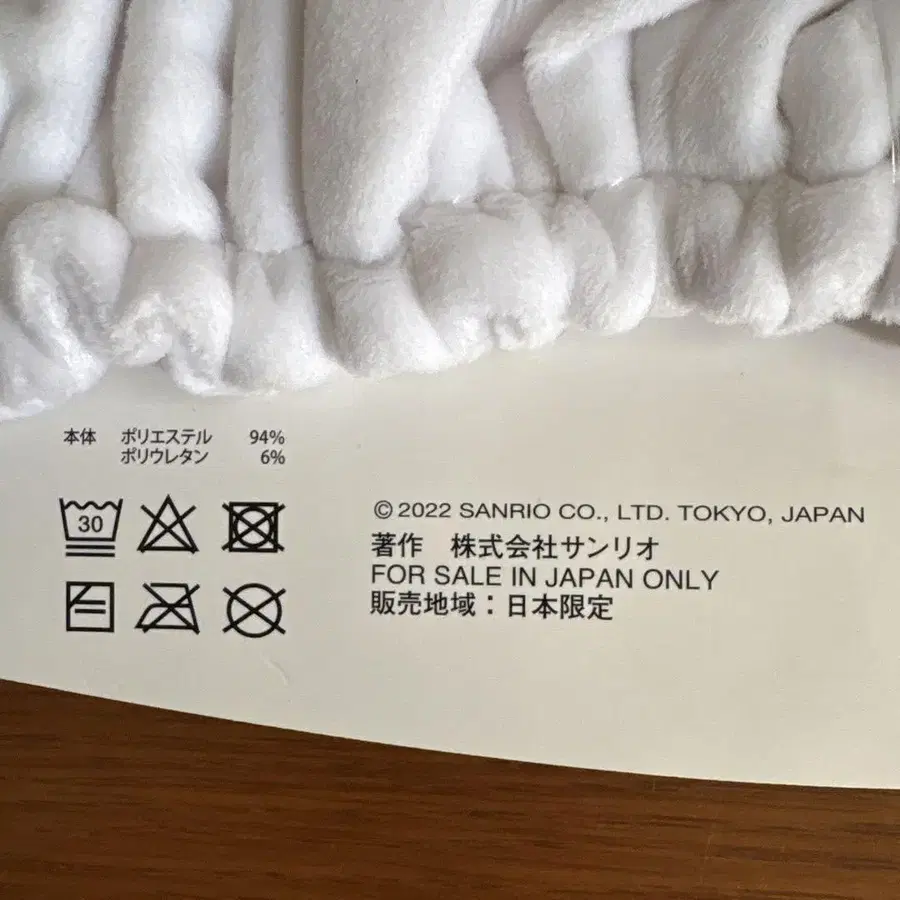 本体 ポリエステル 94%
ポリウレタン 6%
30
© 2022 SANRIO CO., LTD. TOKYO, JAPAN
著作 株式会社サンリオ
FOR SALE IN JAPAN ONLY
販売地域：日本限定